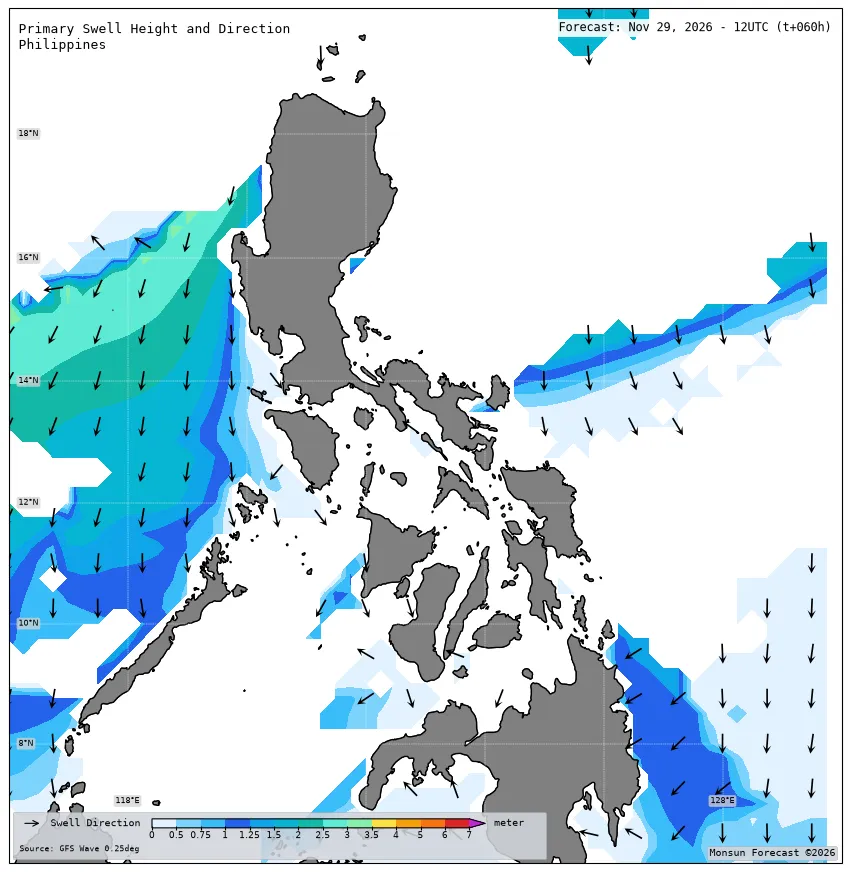 Primary Swell Height and Direction
Philippines
Forecast: Nov 29, 2026 - 12UTC (t+060h)
18°N
16°N
14°N
12°N
10°N
8°N
118°E
128°E
Swell Direction
meter
0 0.5 0.75 1 1.25 1.5 2 2.5 3 3.5 4 5 6 7
Source: GFS Wave 0.25deg
Monsun Forecast ©2026